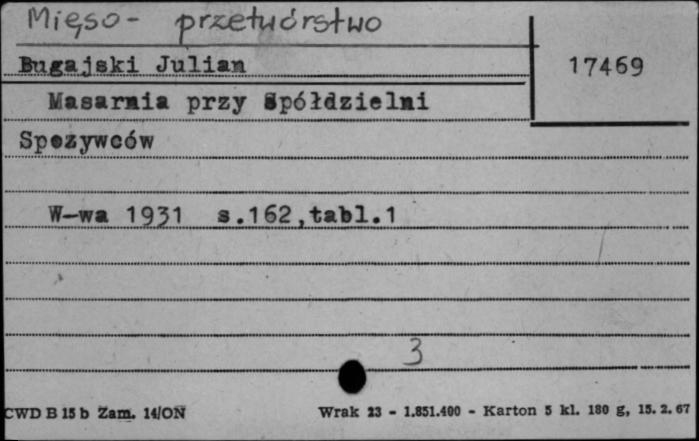 Mięso - przetwórstwo
Bugajski Julian
17469
Masarnia przy Spółdzielni
Spozywców
W-wa 1931 s.162,tabl.1
3
CWD B 15 b Zam. 14/ON
Wrak 23 - 1.851.400 - Karton 5 kl. 180 g, 15. 2. 67